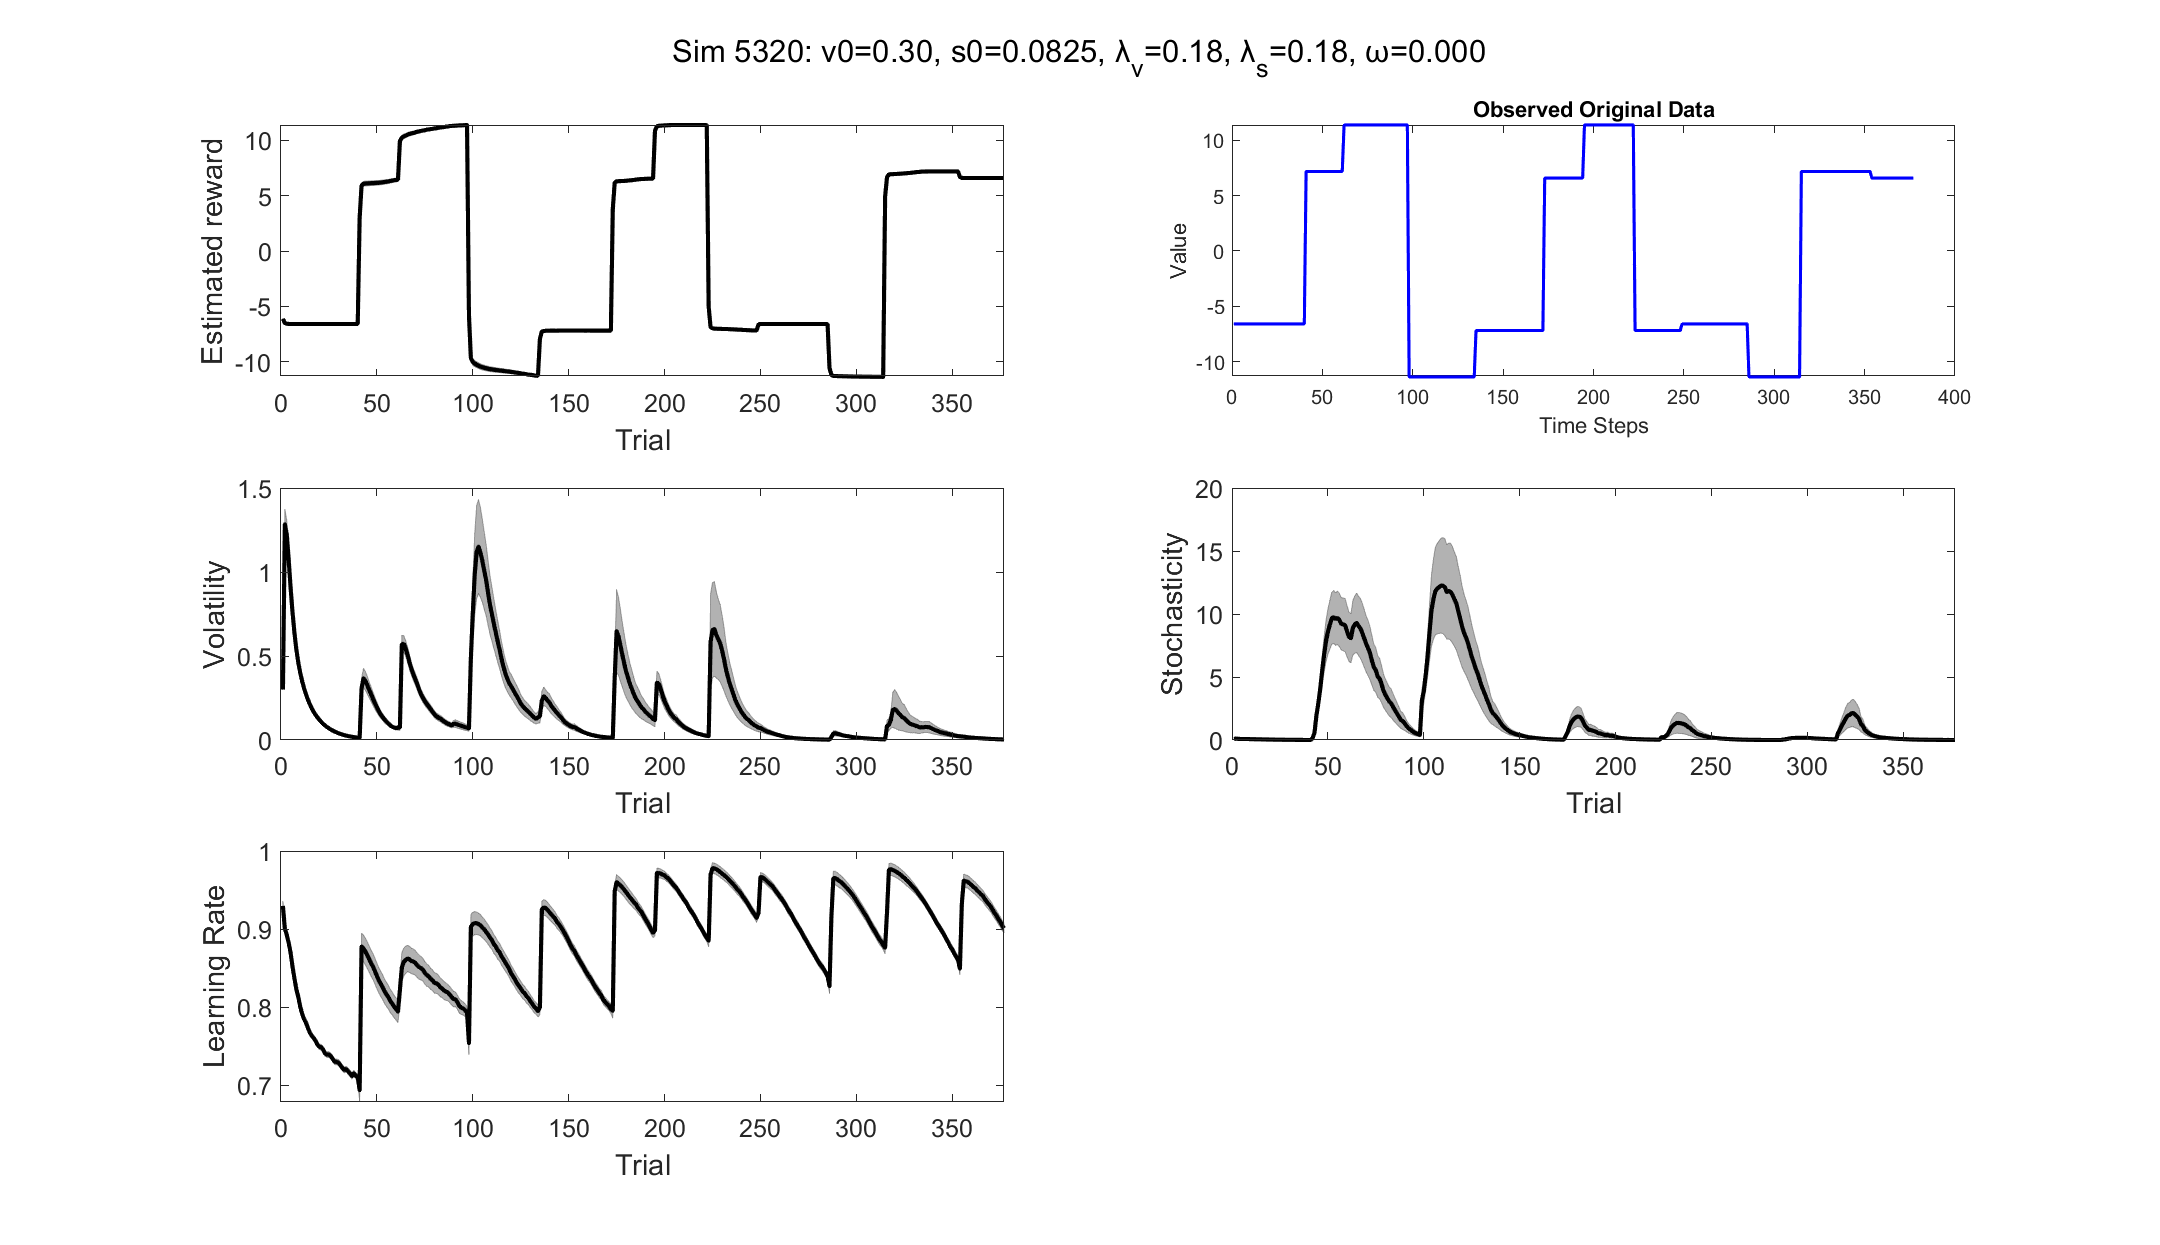 Sim 5320: v0=0.30, s0=0.0825, λv=0.18, λs=0.18, ω=0.000
Estimated reward
10
5
0
-5
-10
0 50 100 150 200 250 300 350
Trial
Observed Original Data
Value
10
5
0
-5
-10
0 50 100 150 200 250 300 350 400
Time Steps
Volatility
1.5
1
0.5
0
0 50 100 150 200 250 300 350
Trial
Stochasticity
20
15
10
5
0
0 50 100 150 200 250 300 350
Trial
Learning Rate
1
0.9
0.8
0.7
0 50 100 150 200 250 300 350
Trial